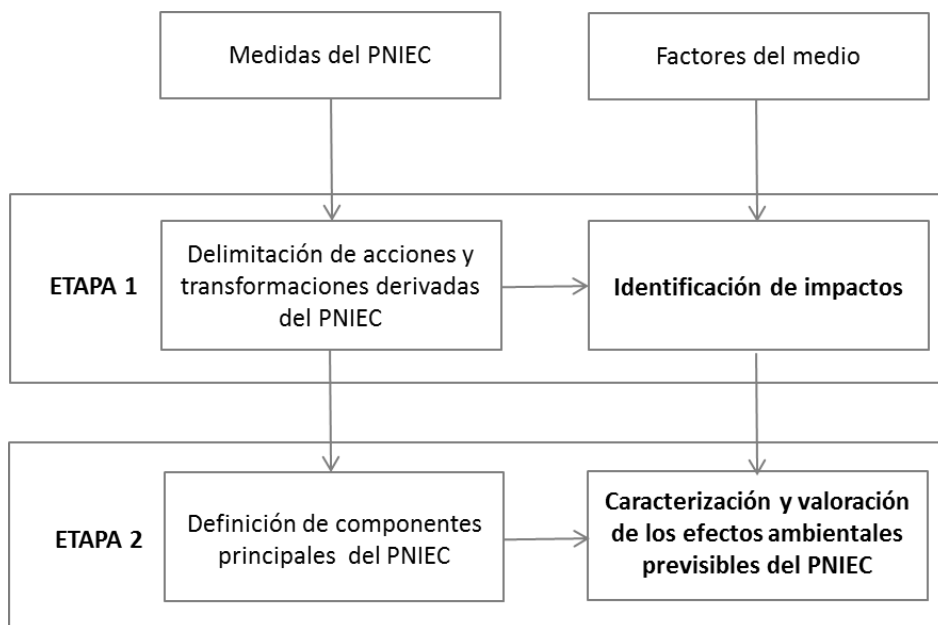 Medidas del PNIEC
Factores del medio
ETAPA 1
Delimitación de acciones y
transformaciones derivadas
del PNIEC
Identificación de impactos
ETAPA 2
Definición de componentes
principales del PNIEC
Caracterización y valoración
de los efectos ambientales
previsibles del PNIEC